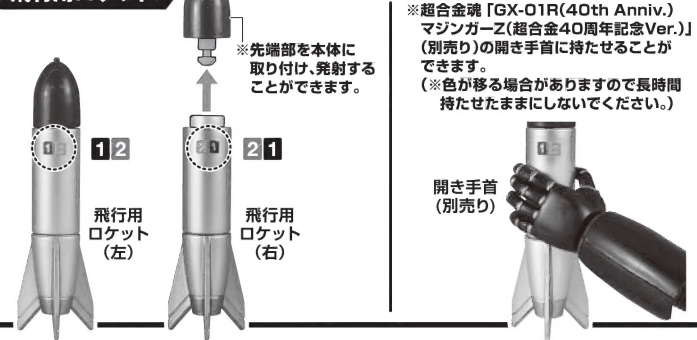 ※先端部を本体に
取り付け、発射する
ことができます。
12
21
飛行用
ロケット
(左)
飛行用
ロケット
(右)
※超合金魂「GX-01R(40th Anniv.)
マジンガーZ(超合金40周年記念Ver.)」
(別売り)の開き手首に持たせることが
できます。
(※色が移る場合がありますので長時間
持たせたままにしないでください。)
開き手首
(別売り)